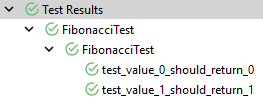 Test Results
FibonacciTest
FibonacciTest
test_value_0_should_return_0
test_value_1_should_return_1